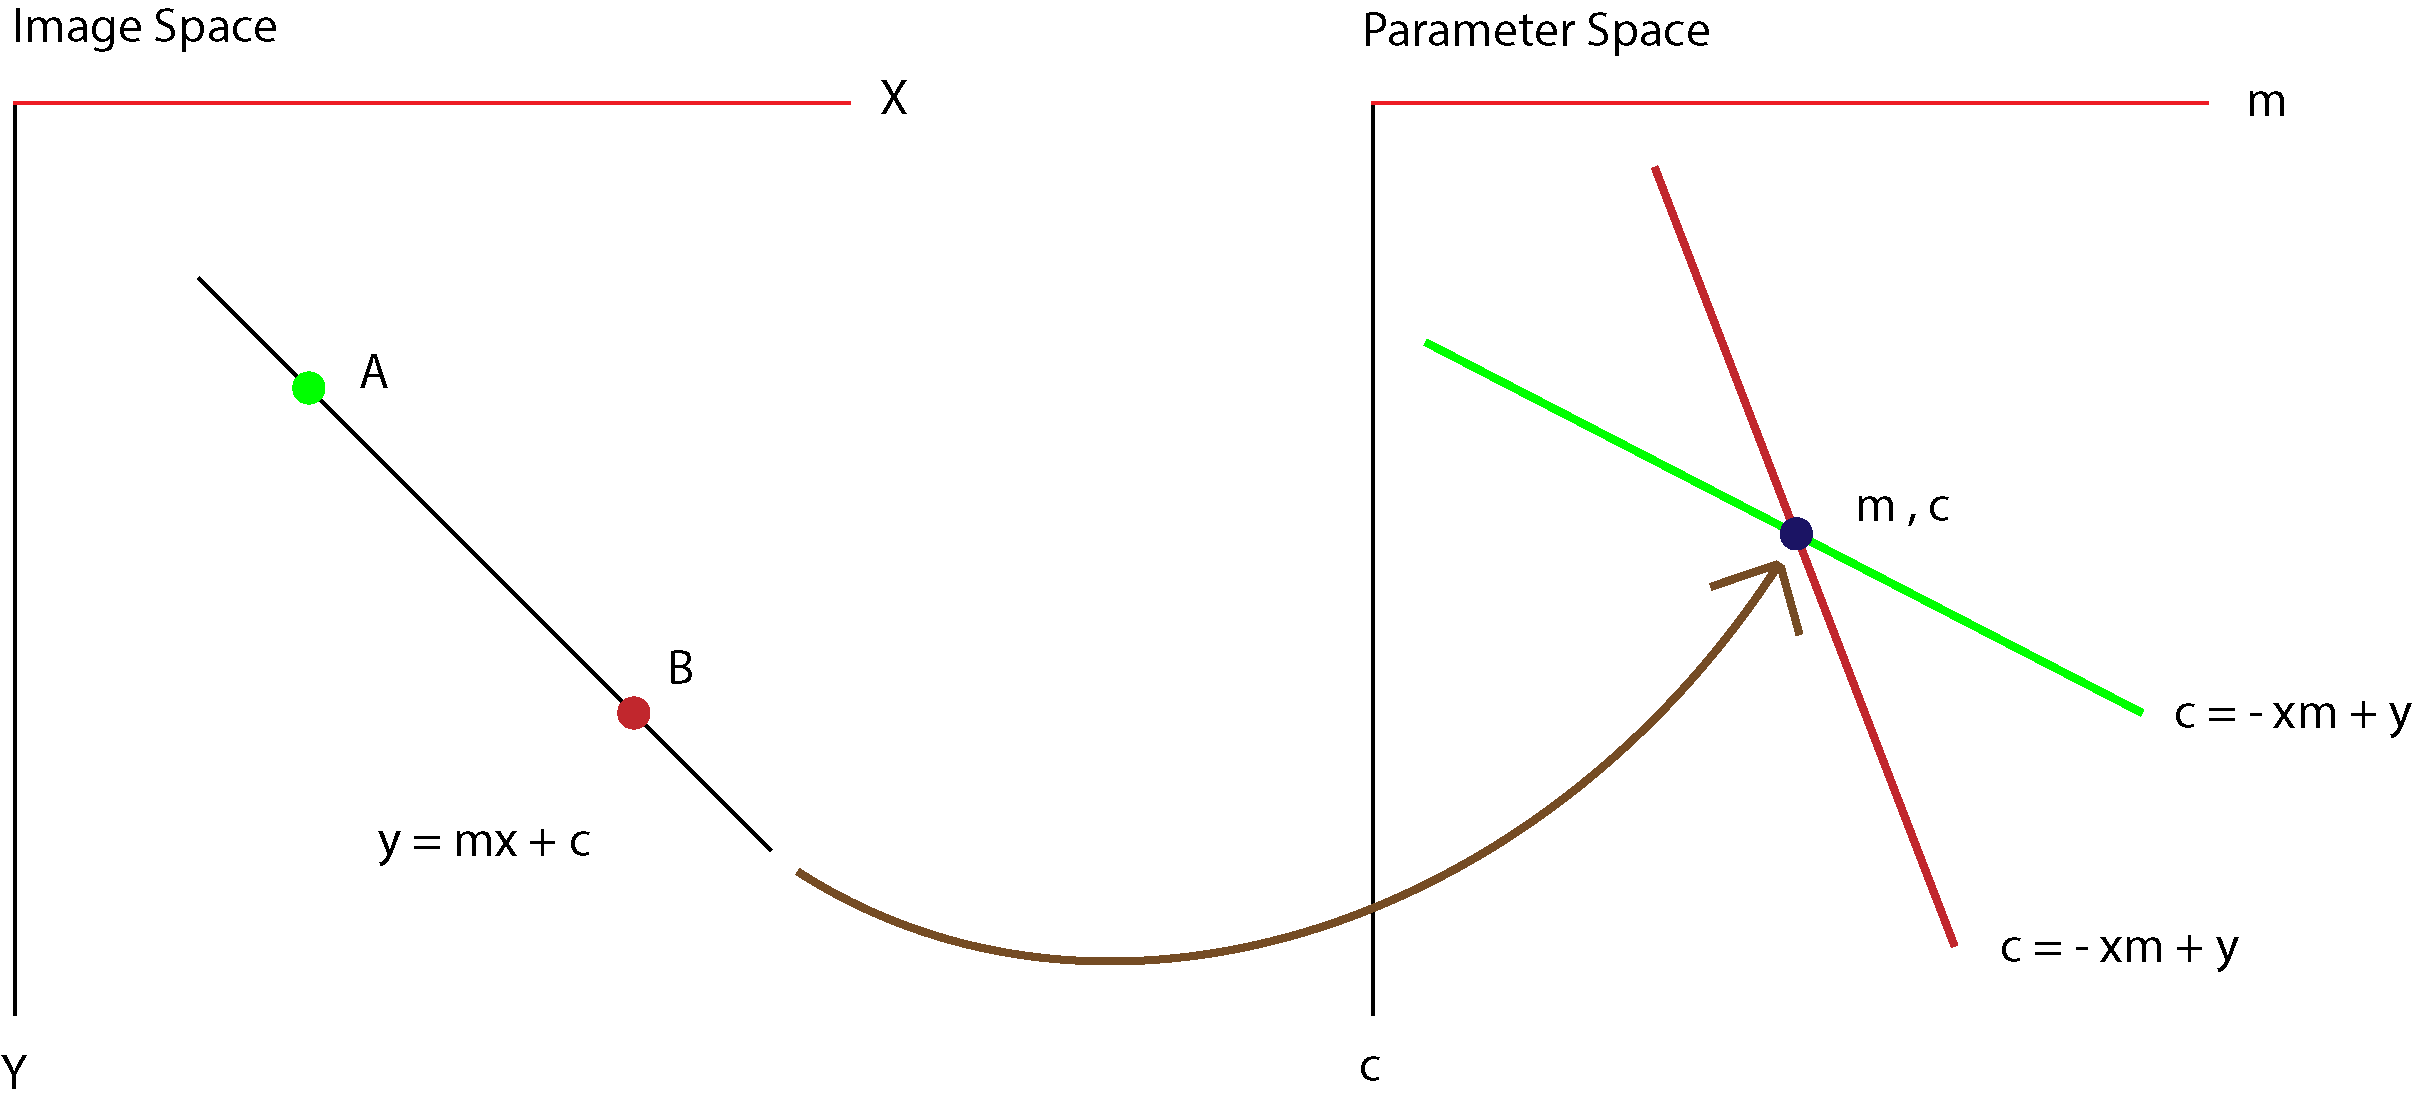 Image Space
X
A
B
y = mx + c
Y
Parameter Space
m
m , c
c = - xm + y
c = - xm + y
c